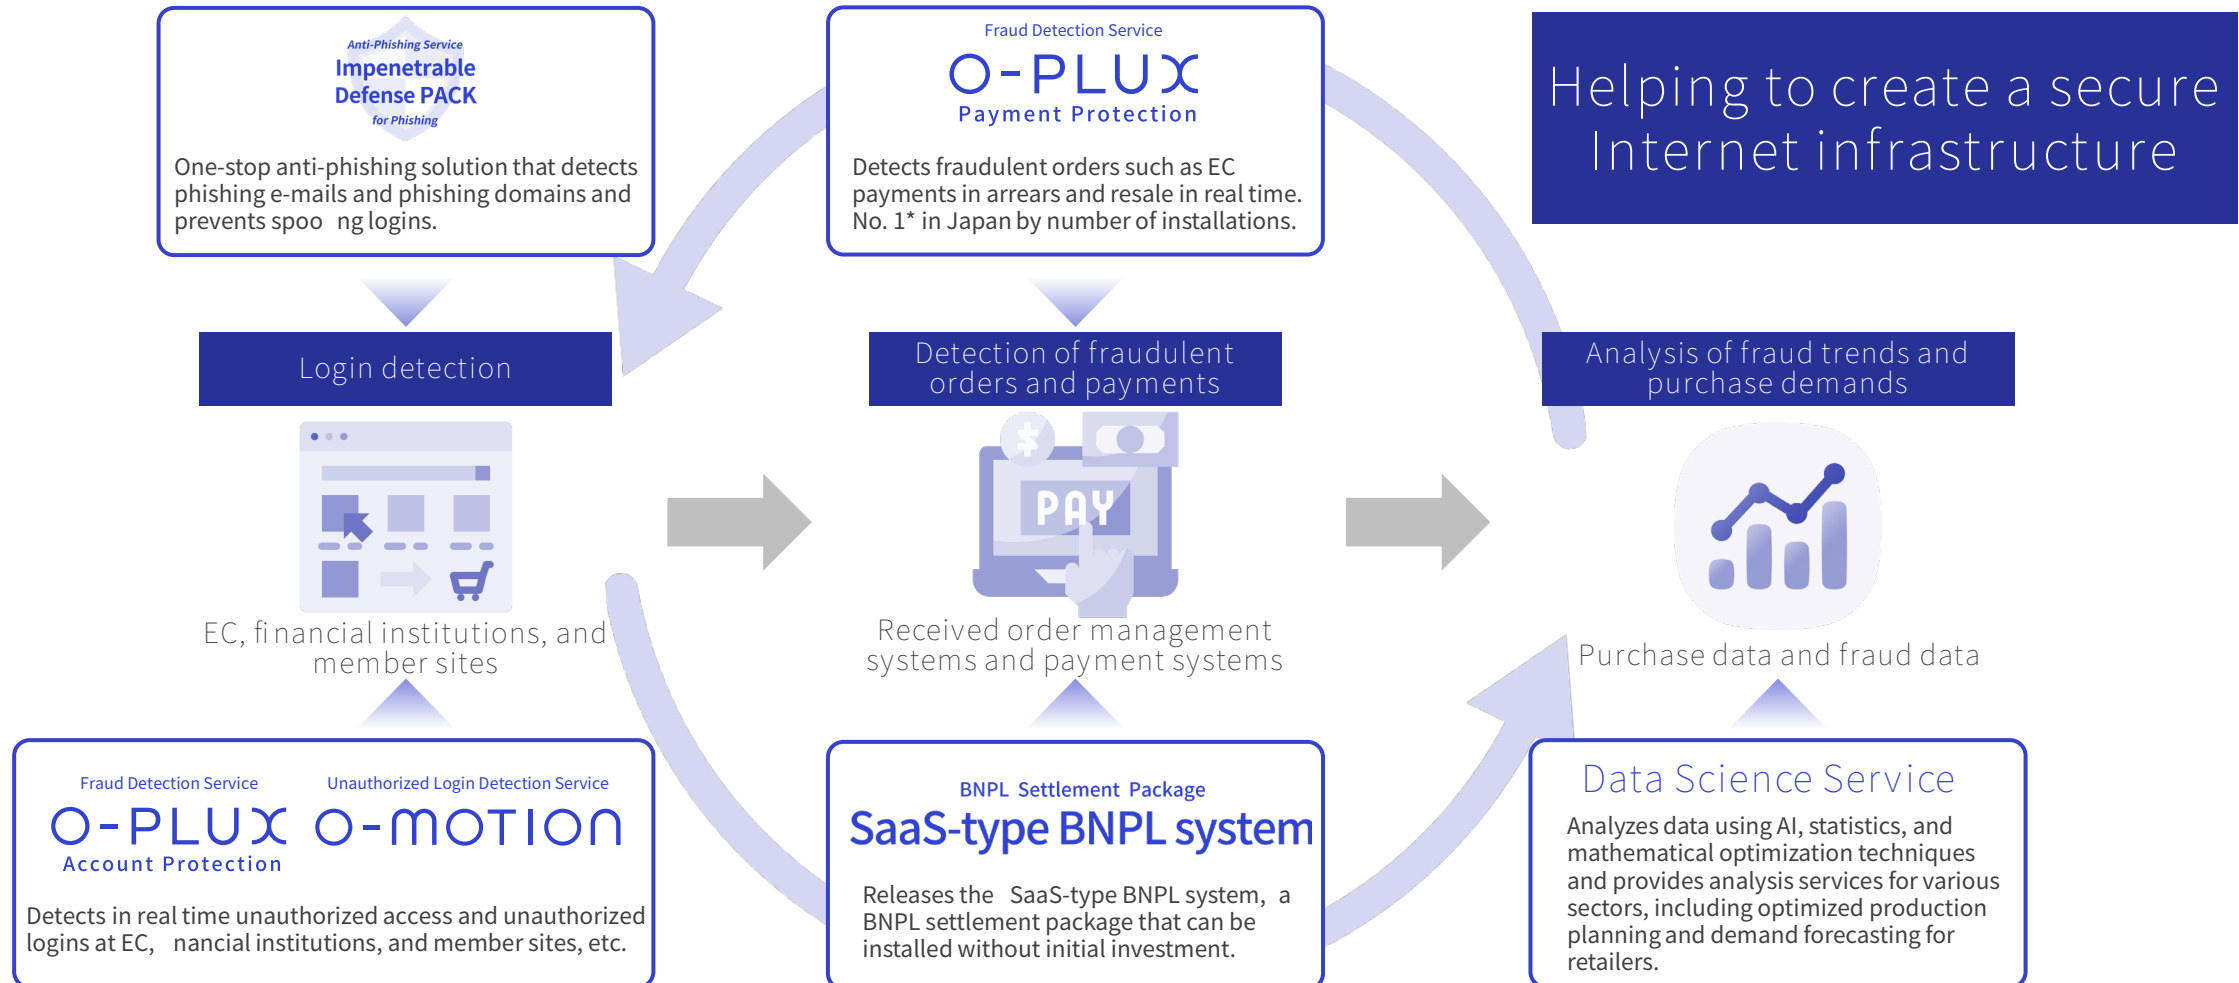 Anti-Phishing Service
Impenetrable
Defense PACK
for Phishing
One-stop anti-phishing solution that detects
phishing e-mails and phishing domains and
prevents spoo ng logins.
Fraud Detection Service
O-PLUX
Payment Protection
Detects fraudulent orders such as EC
payments in arrears and resale in real time.
No. 1* in Japan by number of installations.
Helping to create a secure
Internet infrastructure
Login detection
Detection of fraudulent
orders and payments
Analysis of fraud trends and
purchase demands
PAY
EC, financial institutions, and
member sites
Received order management
systems and payment systems
Purchase data and fraud data
Fraud Detection Service
O-PLUX
Account Protection
Unauthorized Login Detection Service
O-MOTION
Detects in real time unauthorized access and unauthorized
logins at EC, nancial institutions, and member sites, etc.
BNPL Settlement Package
SaaS-type BNPL system
Releases the SaaS-type BNPL system, a
BNPL settlement package that can be
installed without initial investment.
Data Science Service
Analyzes data using AI, statistics, and
mathematical optimization techniques
and provides analysis services for various
sectors, including optimized production
planning and demand forecasting for
retailers.